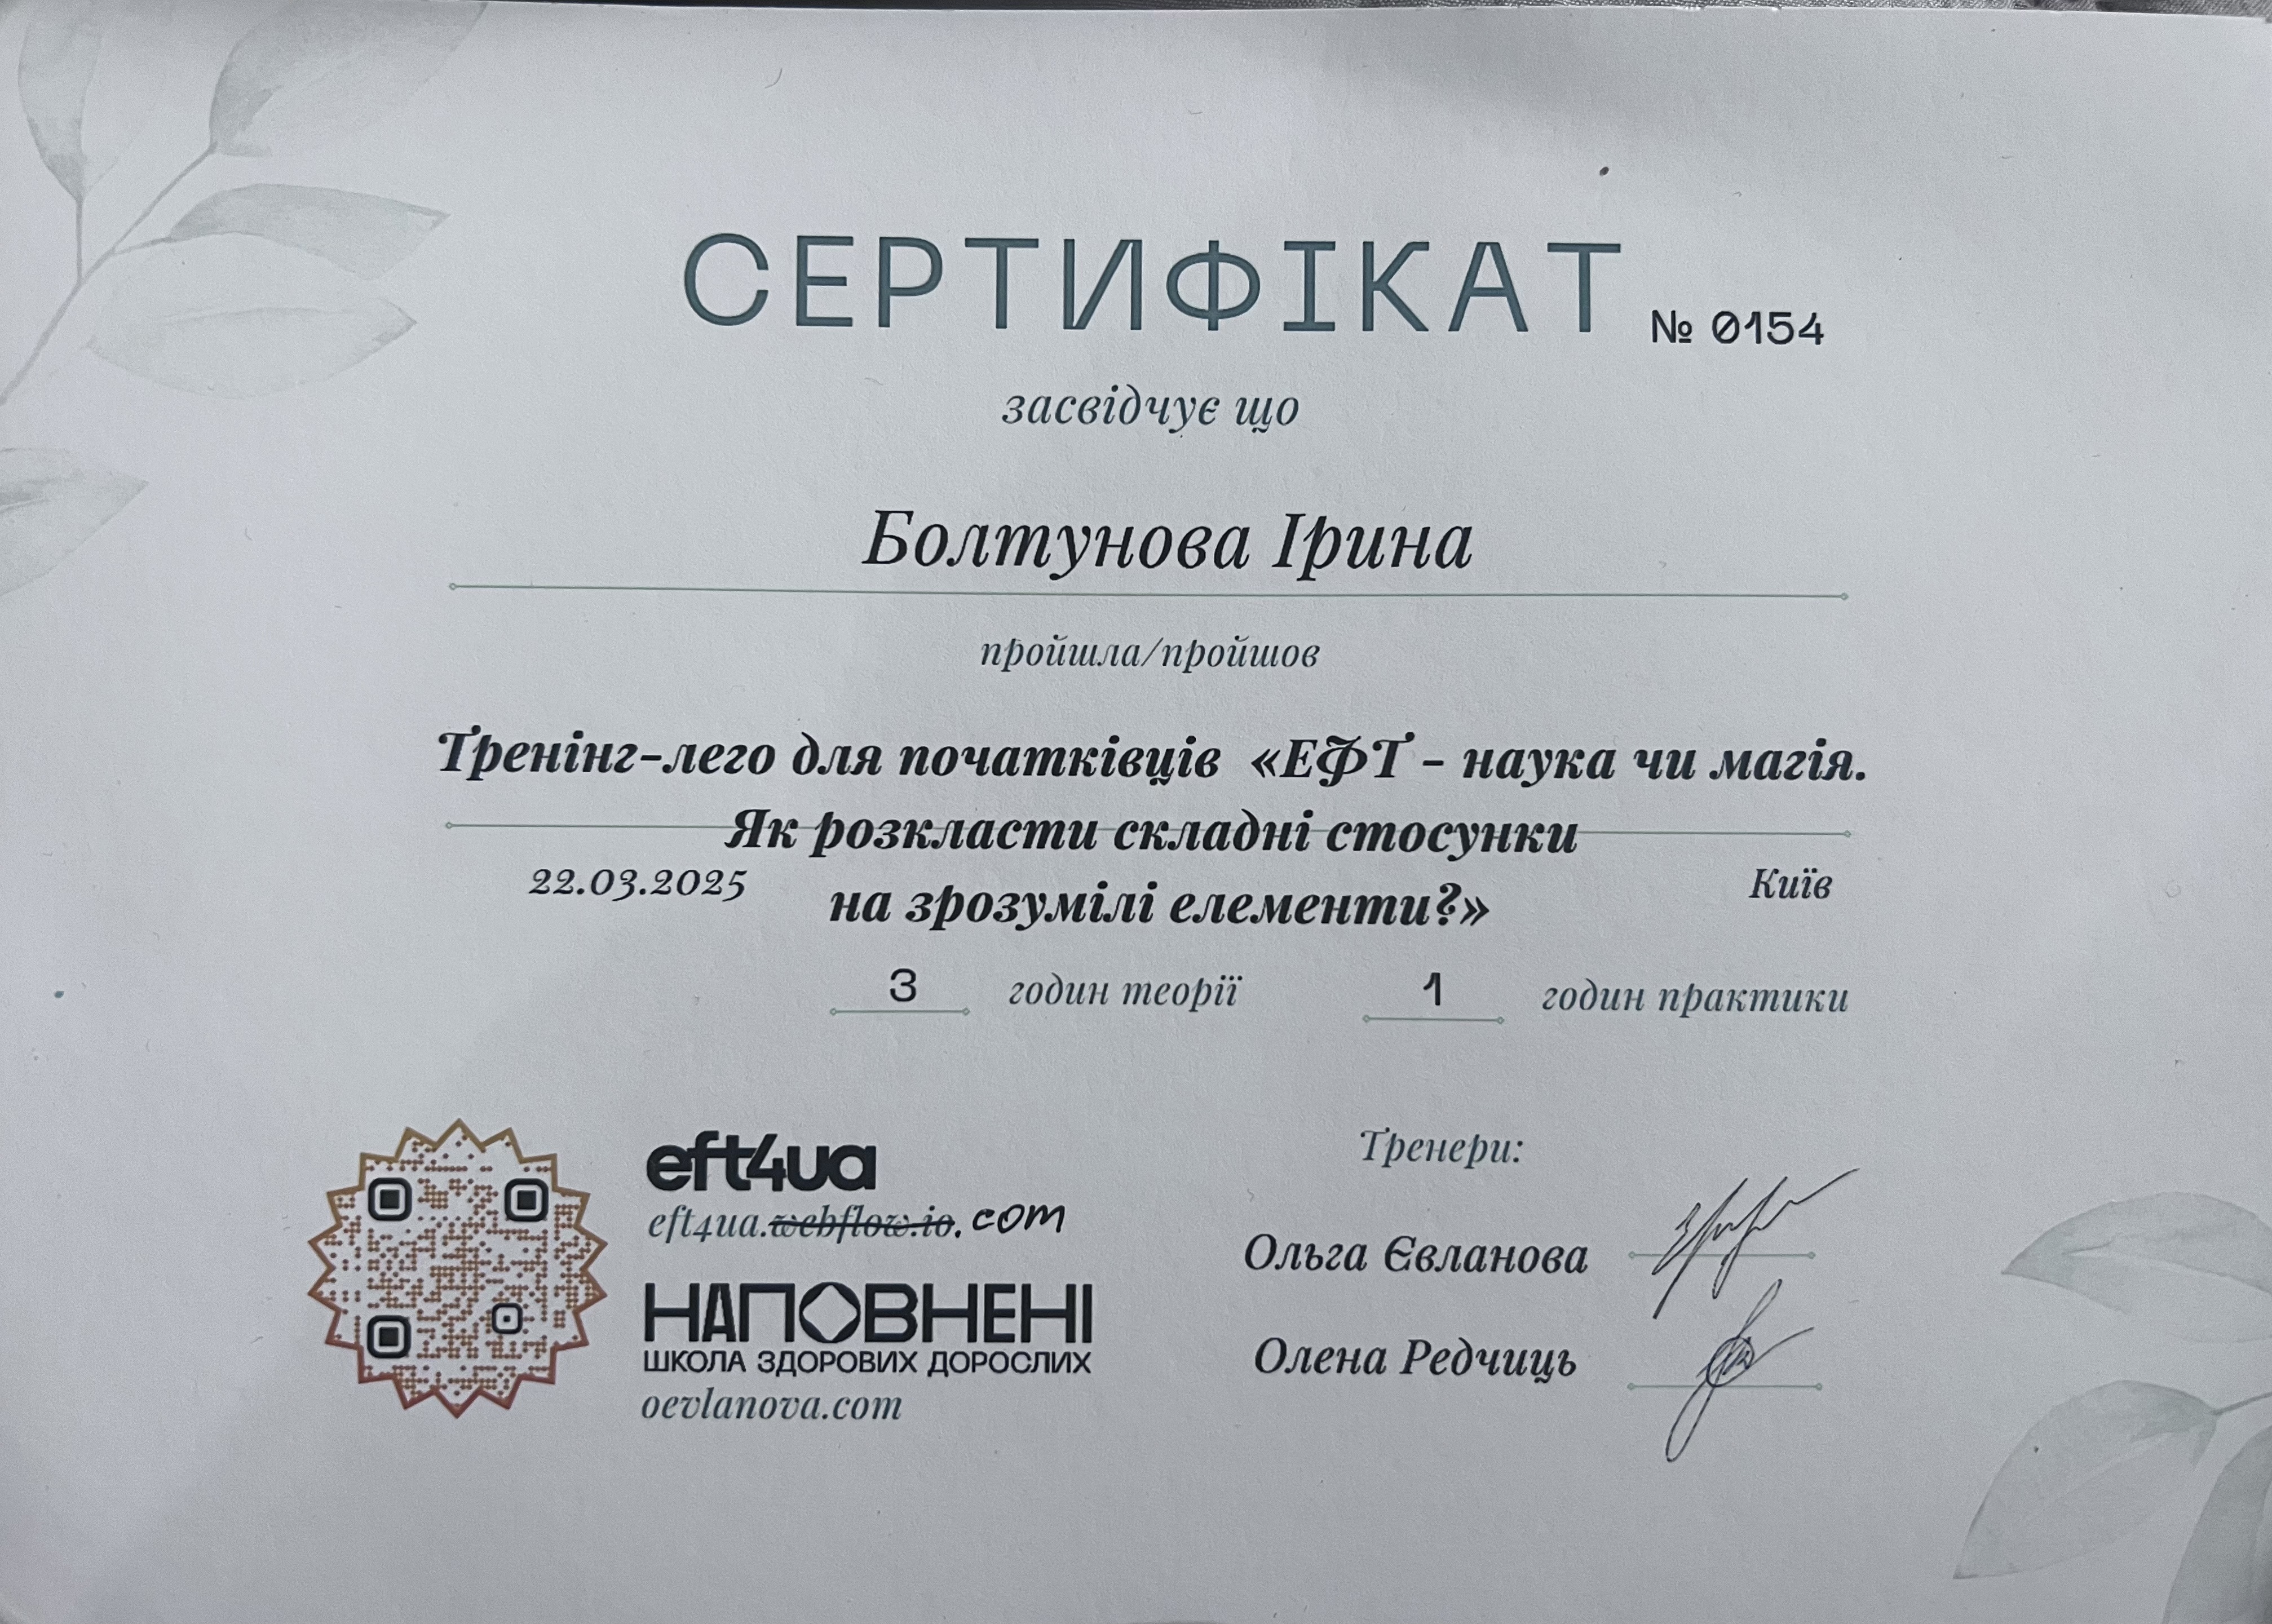 СЕРТИФІКАТ № 0154
засвідчує що
Болтунова Ірина
пройшла/пройшов
Тренінг-лего для початківців «ЕФТ - наука чи магія.
Як розкласти складні стосунки
на зрозумілі елементи?»
22.03.2025
Київ
3 годин теорії 1 годин практики
eft4ua
eft4ua.webflow.io.com
НАПОВНЕНІ
ШКОЛА ЗДОРОВИХ ДОРОСЛИХ
oevlanova.com
Тренери:
Ольга Євланова
Олена Редчиць